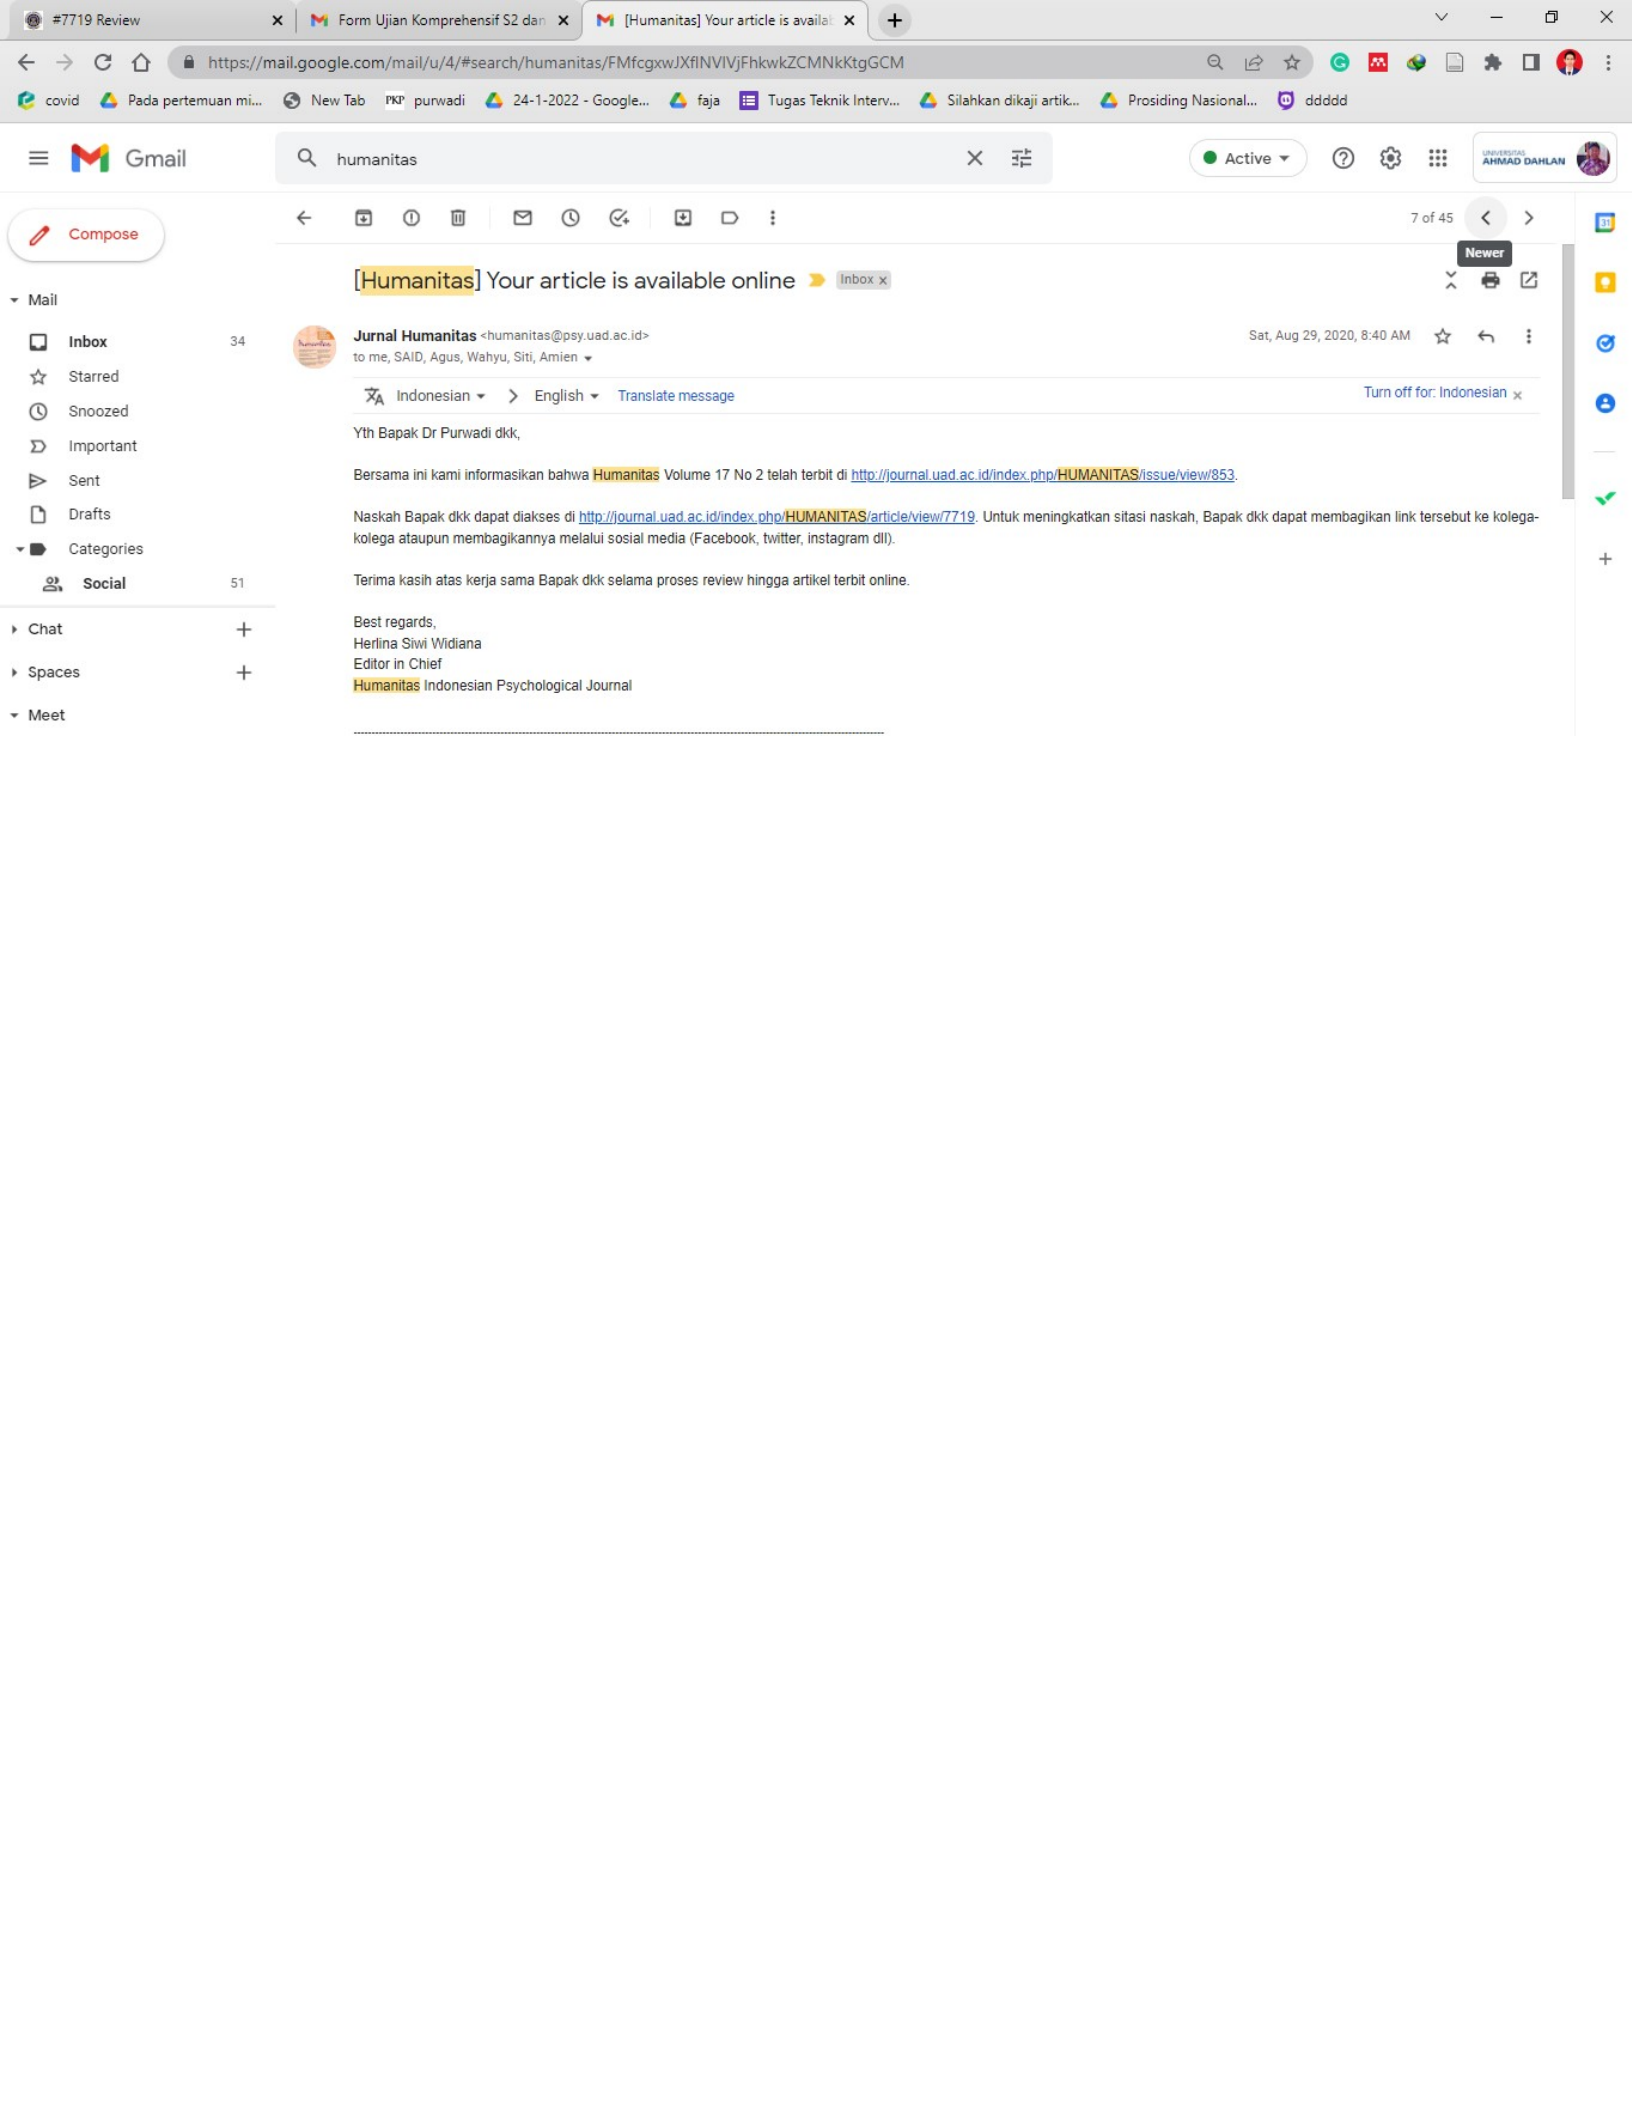 #7719 Review
Form Ujian Komprehensif S2 dan
[Humanitas] Your article is availab
https://mail.google.com/mail/u/4/#search/humanitas/FMfcgxwJXflNVlVjFhkwkZCMNkKtgGCM
covid
Pada pertemuan mi...
New Tab
PKP purwadi
24-1-2022 - Google...
faja
Tugas Teknik Interv...
Silahkan dikaji artik...
Prosiding Nasional...
ddddd
Gmail
humanitas
Active
UNIVERSITAS
AHMAD DAHLAN
Compose
7 of 45
Newer
Mail
Inbox 34
Starred
Snoozed
Important
Sent
Drafts
Categories
Social 51
Chat
Spaces
Meet
[Humanitas] Your article is available online
Inbox x
Jurnal Humanitas <humanitas@psy.uad.ac.id>
Sat, Aug 29, 2020, 8:40 AM
to me, SAID, Agus, Wahyu, Siti, Amien
Indonesian > English Translate message
Turn off for: Indonesian x
Yth Bapak Dr Purwadi dkk,
Bersama ini kami informasikan bahwa Humanitas Volume 17 No 2 telah terbit di http://journal.uad.ac.id/index.php/HUMANITAS/issue/view/853.
Naskah Bapak dkk dapat diakses di http://journal.uad.ac.id/index.php/HUMANITAS/article/view/7719. Untuk meningkatkan sitasi naskah, Bapak dkk dapat membagikan link tersebut ke kolega-
kolega ataupun membagikannya melalui sosial media (Facebook, twitter, instagram dll).
Terima kasih atas kerja sama Bapak dkk selama proses review hingga artikel terbit online.
Best regards,
Herlina Siwi Widiana
Editor in Chief
Humanitas Indonesian Psychological Journal